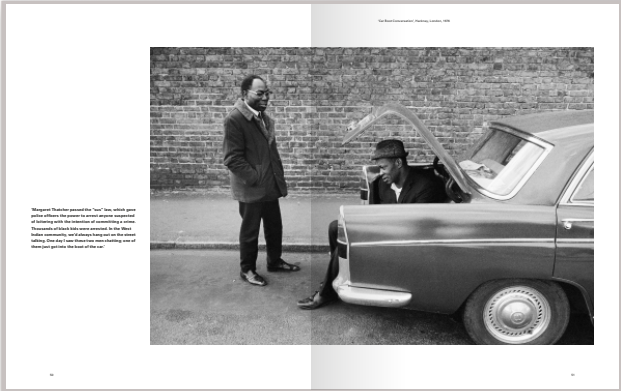 'Car Boot Conversation', Hackney, London,
'Margaret Thatcher passed the "sus" law, which gave
police officers the power to arrest anyone suspected
of loitering with the intention of committing a crime.
Thousands of black kids were arrested. In the West
Indian community, we'd always hang out on the street
talking. One day I saw these two men chatting; one of
them just got into the boot of the car.'